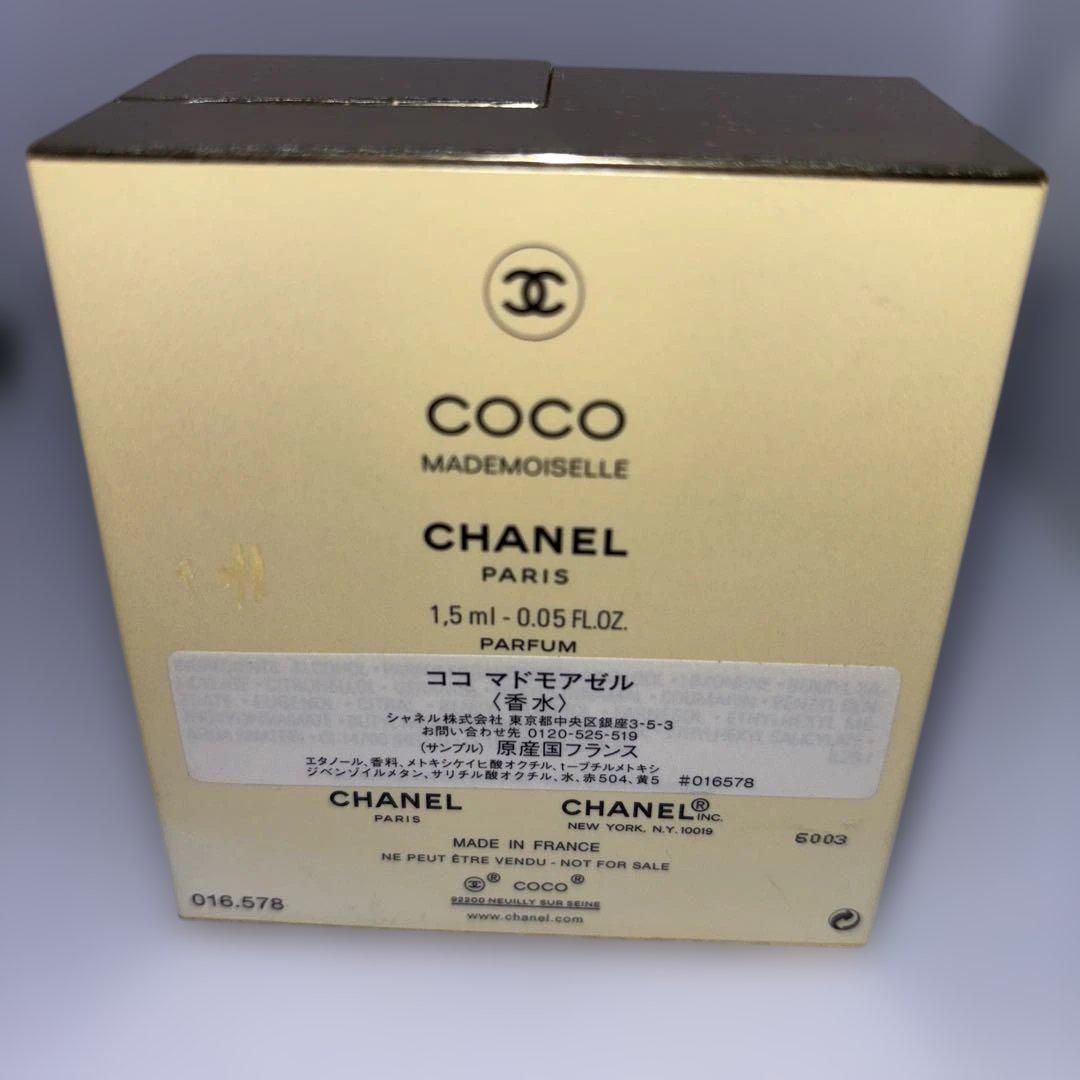 COCO
MADEMOISELLE
CHANEL
PARIS
1,5 ml - 0.05 FL.OZ.
PARFUM
ココ マドモアゼル
〈香水〉
シャネル株式会社 東京都中央区銀座3-5-3
お問い合わせ先 0120-525-519
(サンプル) 原産国フランス
エタノール、香料、メトキシケイヒ酸オクチル、t-ブチルメトキシ
ジベンゾイルメタン、サリチル酸オクチル、水、赤504、黄5 #016578
CHANEL
PARIS
CHANEL® INC.
NEW YORK, N.Y. 10019
6003
MADE IN FRANCE
NE PEUT ÊTRE VENDU - NOT FOR SALE
® COCO®
92200 NEUILLY SUR SEINE
www.chanel.com
016.578